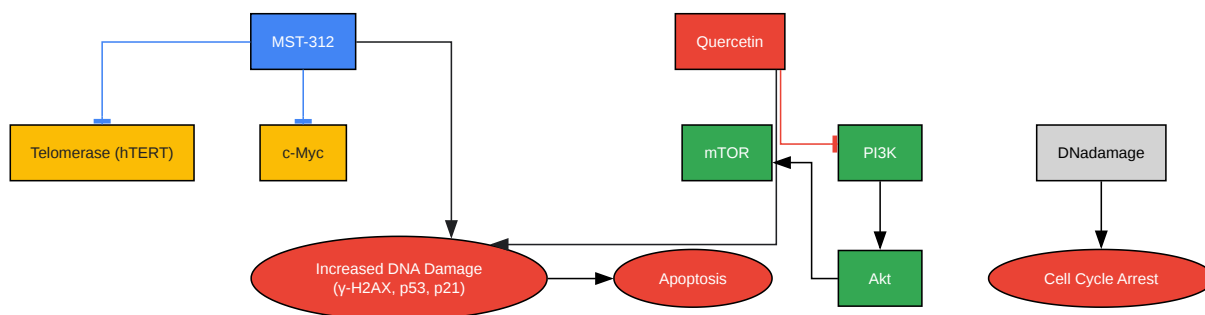 MST-312
Quercetin
Telomerase (hTERT)
c-Myc
mTOR
PI3K
DNadamage
Increased DNA Damage
(γ-H2AX, p53, p21)
Apoptosis
Akt
Cell Cycle Arrest